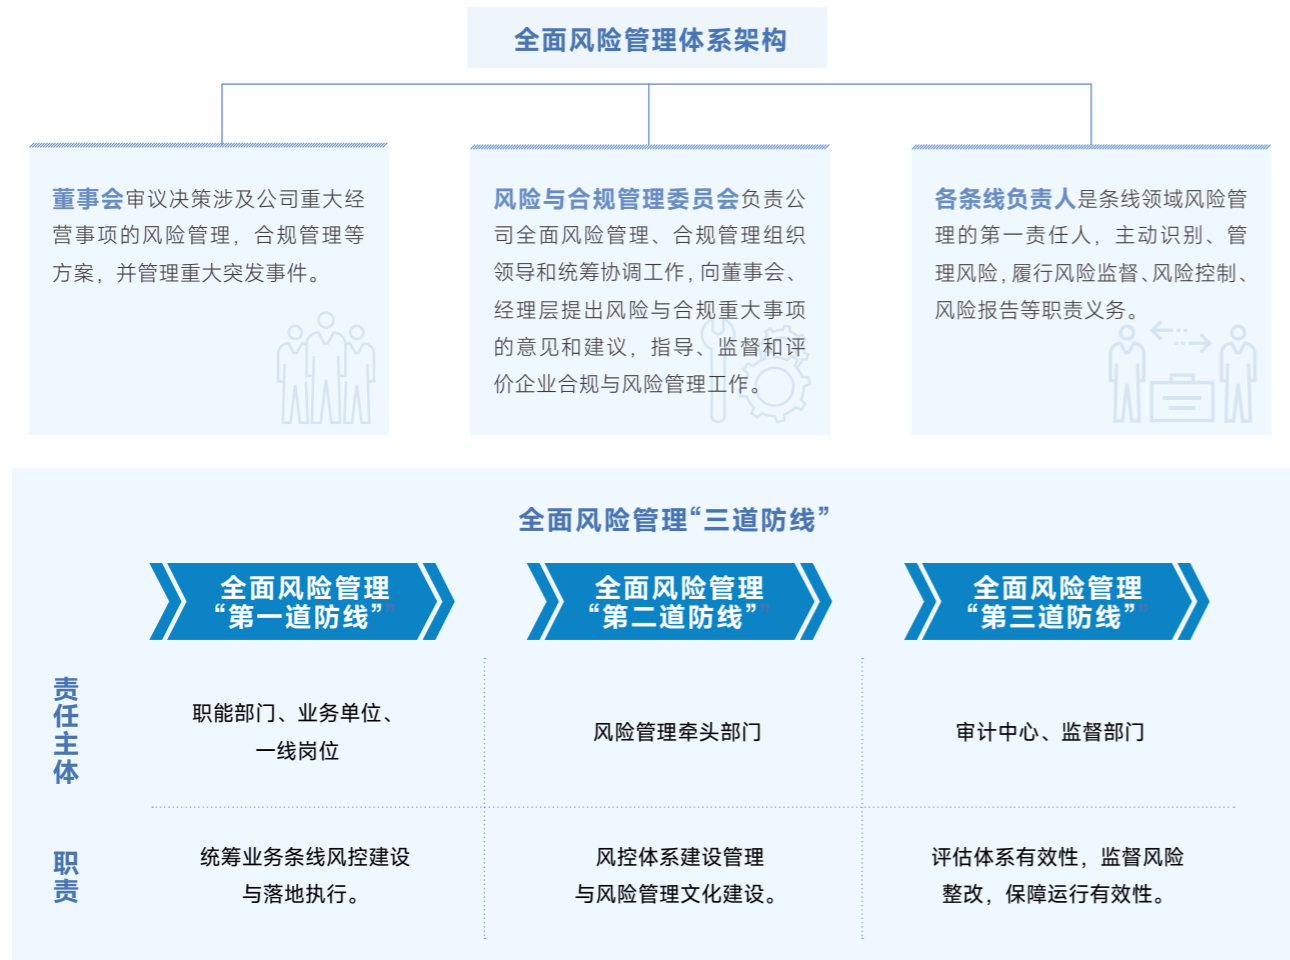 全面风险管理体系架构
董事会审议决策涉及公司重大经
营事项的风险管理，合规管理等
方案，并管理重大突发事件。
风险与合规管理委员会负责公
司全面风险管理、合规管理组织
领导和统筹协调工作，向董事会、
经理层提出风险与合规重大事项
的意见和建议，指导、监督和评
价企业合规与风险管理工作。
各条线负责人是条线领域风险管
理的第一责任人，主动识别、管
理风险，履行风险监督、风险控制、
风险报告等职责义务。
全面风险管理“三道防线”
全面风险管理
“第一道防线”
全面风险管理
“第二道防线”
全面风险管理
“第三道防线”
责任主体
职能部门、业务单位、
一线岗位
风险管理牵头部门
审计中心、监督部门
职责
统筹业务条线风控建设
与落地执行。
风控体系建设管理
与风险管理文化建设。
评估体系有效性，监督风险
整改，保障运行有效性。